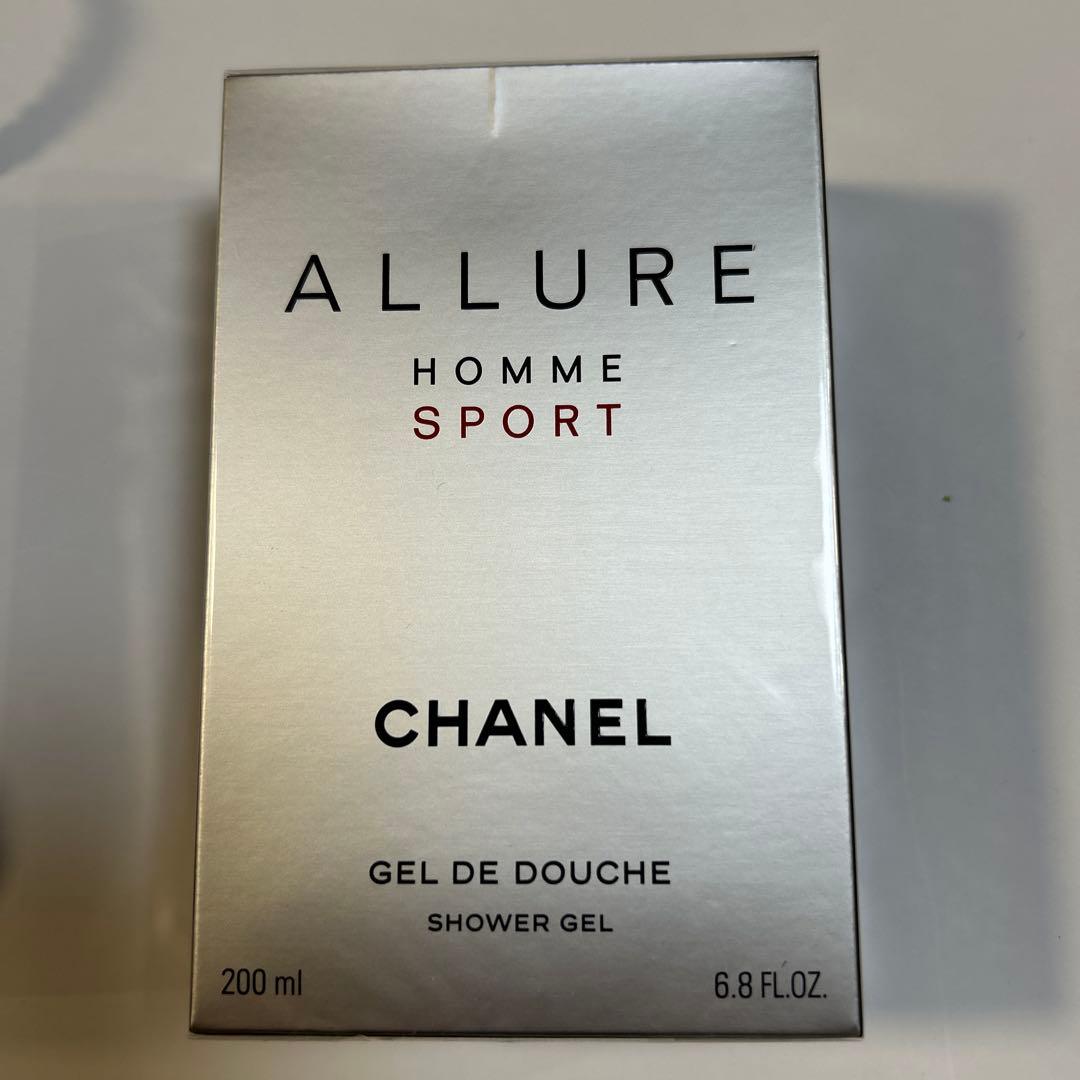 ALLURE
HOMME
SPORT
CHANEL
GEL DE DOUCHE
SHOWER GEL
200 ml
6.8 FL.OZ.